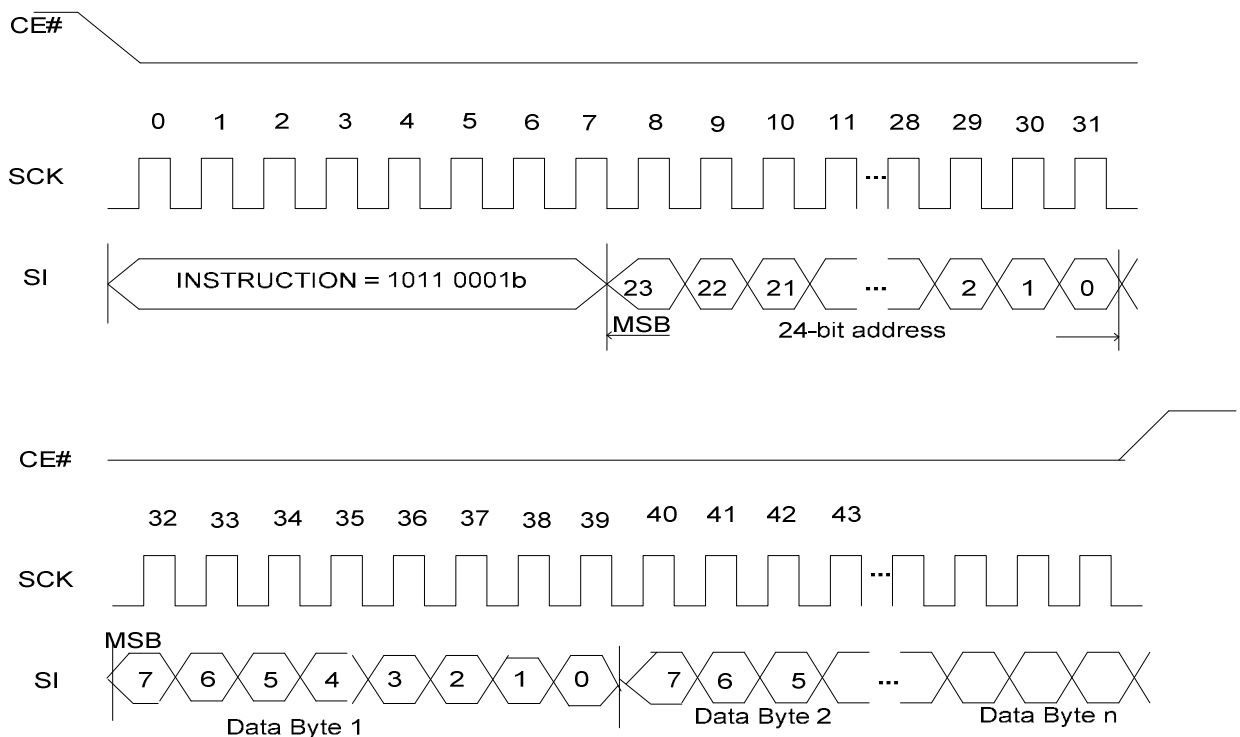 CE#
0 1 2 3 4 5 6 7 8 9 10 11 28 29 30 31
SCK ...
SI INSTRUCTION = 1011 0001b 23 22 21 ... 2 1 0
MSB 24-bit address
CE#
32 33 34 35 36 37 38 39 40 41 42 43
SCK ...
MSB
SI 7 6 5 4 3 2 1 0 7 6 5 ...
Data Byte 1 Data Byte 2 Data Byte n